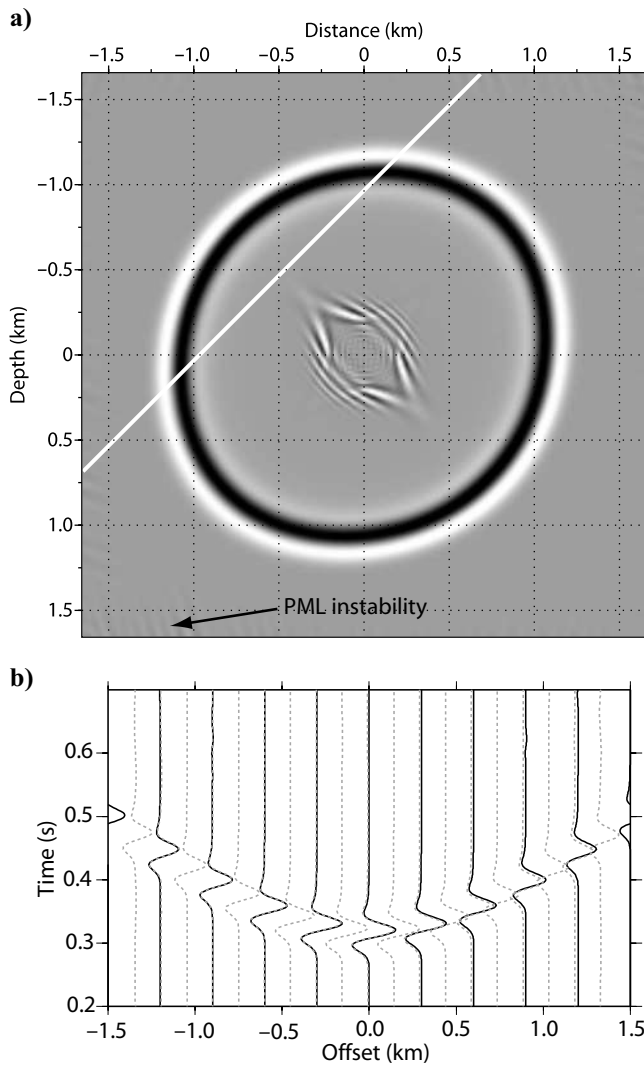 a)
Distance (km)
−1.5 −1.0 −0.5 0 0.5 1.0 1.5
Depth (km)
−1.5
−1.0
−0.5
0
0.5
1.0
1.5
PML instability
b)
Time (s)
0.6
0.5
0.4
0.3
0.2
−1.5 −1.0 −0.5 0.0 0.5 1.0 1.5
Offset (km)